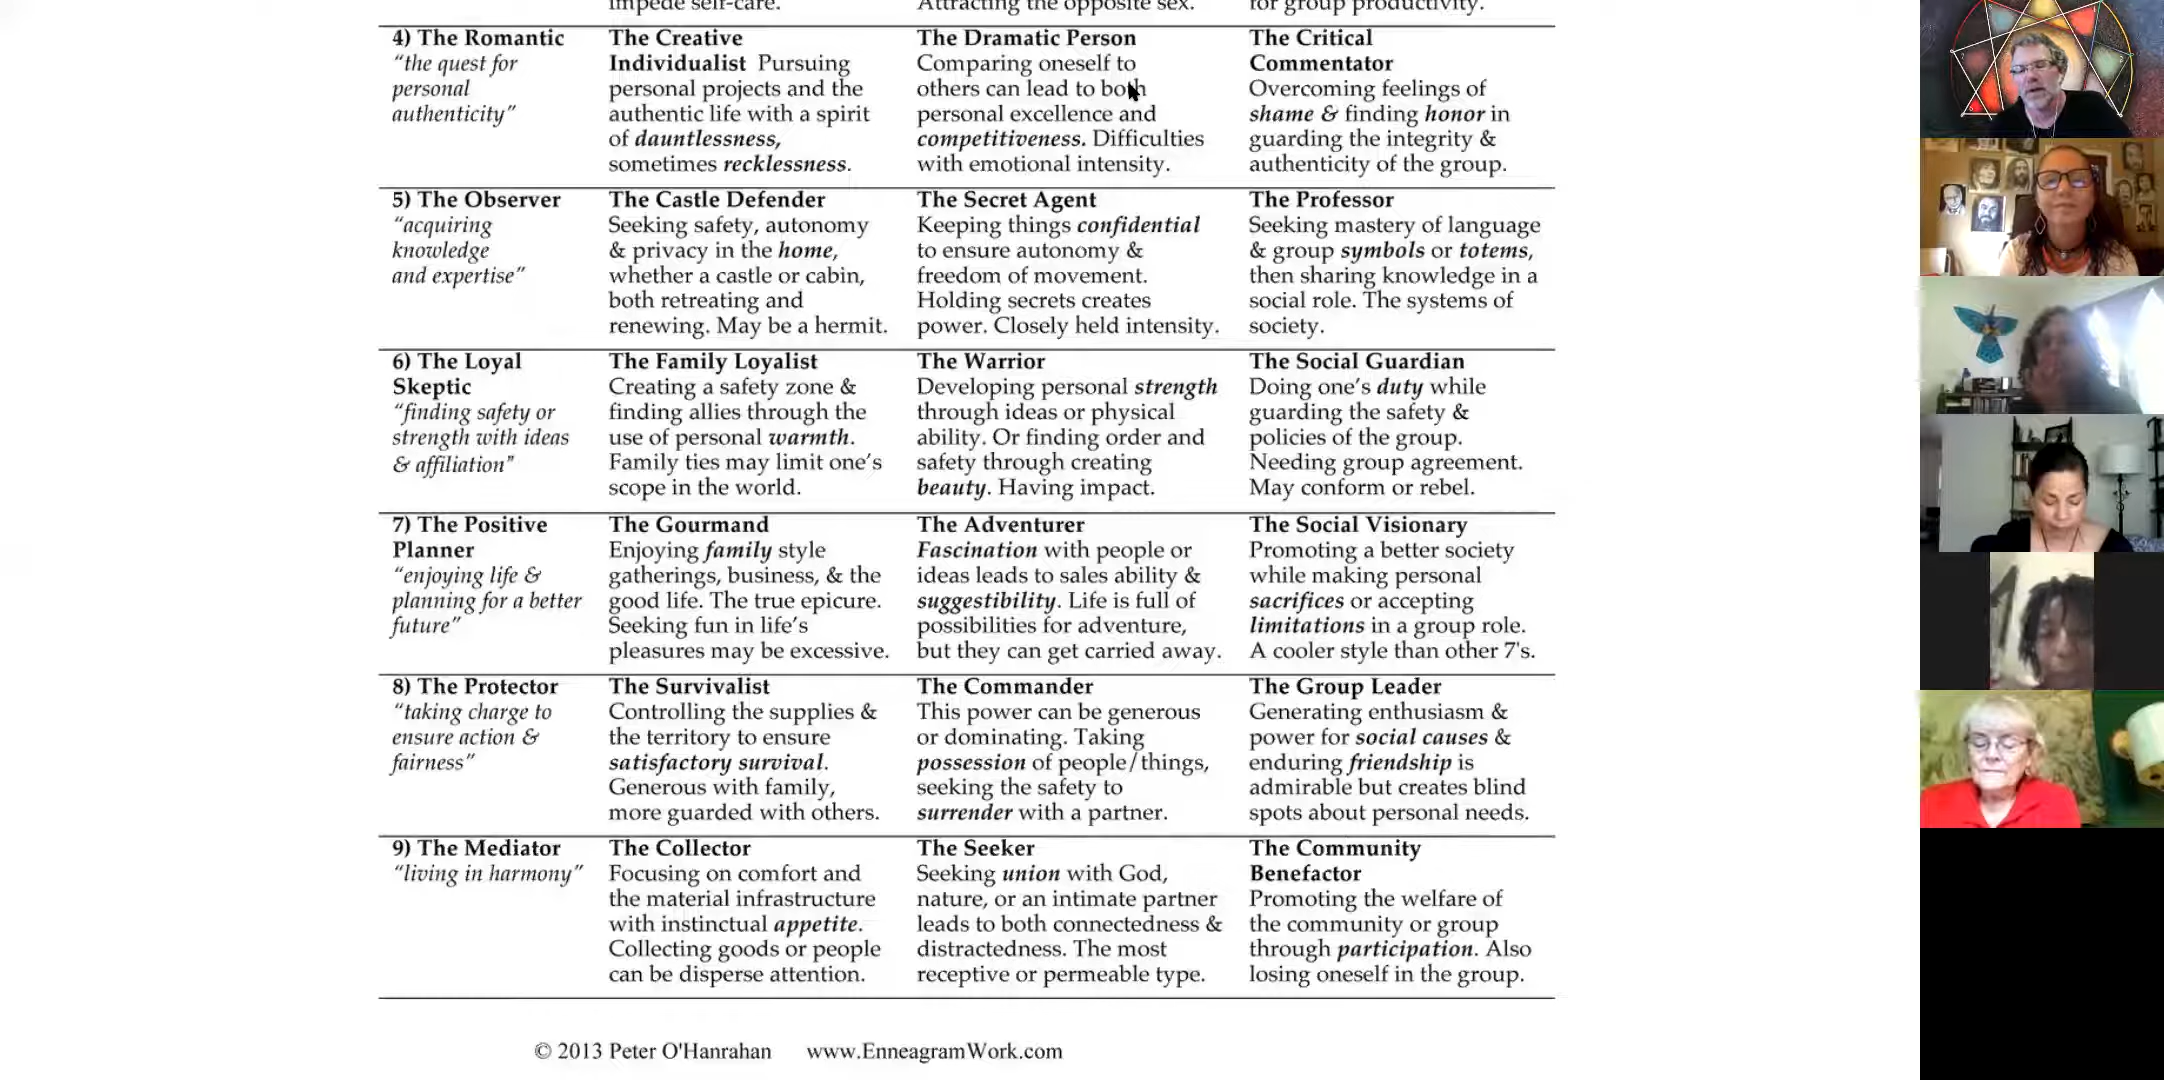 impede self-care.
Attracting the opposite sex.
for group productivity.
4) The Romantic
"the quest for
personal
authenticity"
The Creative
Individualist Pursuing
personal projects and the
authentic life with a spirit
of dauntlessness,
sometimes recklessness.
The Dramatic Person
Comparing oneself to
others can lead to both
personal excellence and
competitiveness. Difficulties
with emotional intensity.
The Critical
Commentator
Overcoming feelings of
shame & finding honor in
guarding the integrity &
authenticity of the group.
5) The Observer
"acquiring
knowledge
and expertise"
The Castle Defender
Seeking safety, autonomy
& privacy in the home,
whether a castle or cabin,
both retreating and
renewing. May be a hermit.
The Secret Agent
Keeping things confidential
to ensure autonomy &
freedom of movement.
Holding secrets creates
power. Closely held intensity.
The Professor
Seeking mastery of language
& group symbols or totems,
then sharing knowledge in a
social role. The systems of
society.
6) The Loyal
Skeptic
"finding safety or
strength with ideas
& affiliation"
The Family Loyalist
Creating a safety zone &
finding allies through the
use of personal warmth.
Family ties may limit one's
scope in the world.
The Warrior
Developing personal strength
through ideas or physical
ability. Or finding order and
safety through creating
beauty. Having impact.
The Social Guardian
Doing one's duty while
guarding the safety &
policies of the group.
Needing group agreement.
May conform or rebel.
7) The Positive
Planner
"enjoying life &
planning for a better
future"
The Gourmand
Enjoying family style
gatherings, business, & the
good life. The true epicure.
Seeking fun in life's
pleasures may be excessive.
The Adventurer
Fascination with people or
ideas leads to sales ability &
suggestibility. Life is full of
possibilities for adventure,
but they can get carried away.
The Social Visionary
Promoting a better society
while making personal
sacrifices or accepting
limitations in a group role.
A cooler style than other 7's.
8) The Protector
"taking charge to
ensure action &
fairness"
The Survivalist
Controlling the supplies &
the territory to ensure
satisfactory survival.
Generous with family,
more guarded with others.
The Commander
This power can be generous
or dominating. Taking
possession of people/things,
seeking the safety to
surrender with a partner.
The Group Leader
Generating enthusiasm &
power for social causes &
enduring friendship is
admirable but creates blind
spots about personal needs.
9) The Mediator
"living in harmony"
The Collector
Focusing on comfort and
the material infrastructure
with instinctual appetite.
Collecting goods or people
can be disperse attention.
The Seeker
Seeking union with God,
nature, or an intimate partner
leads to both connectedness &
distractedness. The most
receptive or permeable type.
The Community
Benefactor
Promoting the welfare of
the community or group
through participation. Also
losing oneself in the group.
© 2013 Peter O'Hanrahan www.EnneagramWork.com